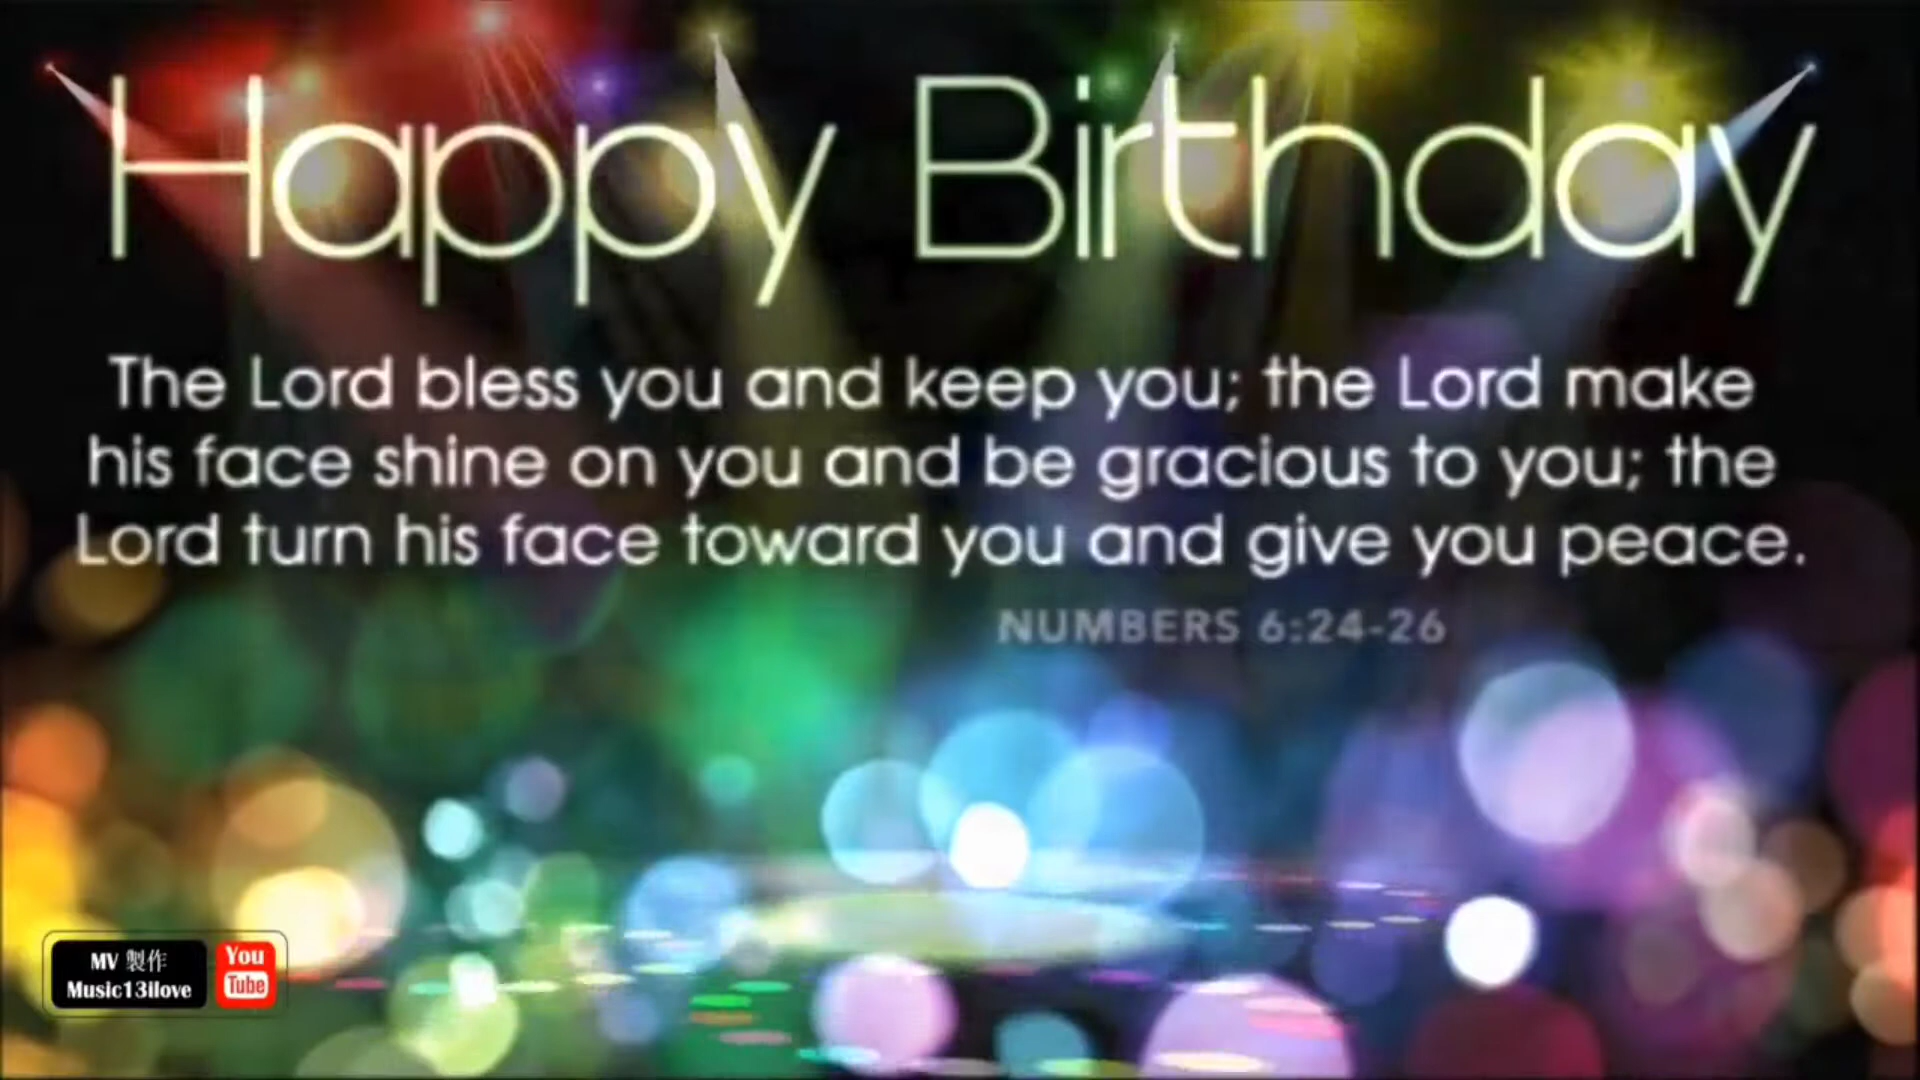 Happy Birthday
The Lord bless you and keep you; the Lord make
his face shine on you and be gracious to you; the
Lord turn his face toward you and give you peace.
NUMBERS 6:24-26
MV 製作
Music13ilove
You
Tube